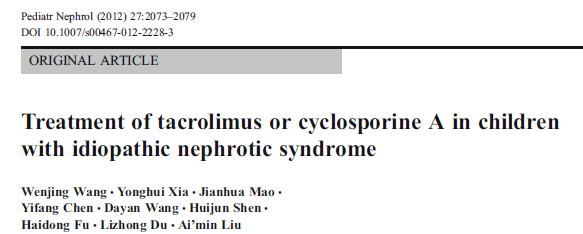 Pediatr Nephrol (2012) 27:2073–2079
DOI 10.1007/s00467-012-2228-3
ORIGINAL ARTICLE
Treatment of tacrolimus or cyclosporine A in children
with idiopathic nephrotic syndrome
Wenjing Wang · Yonghui Xia · Jianhua Mao ·
Yifang Chen · Dayan Wang · Huijun Shen ·
Haidong Fu · Lizhong Du · Ai’min Liu